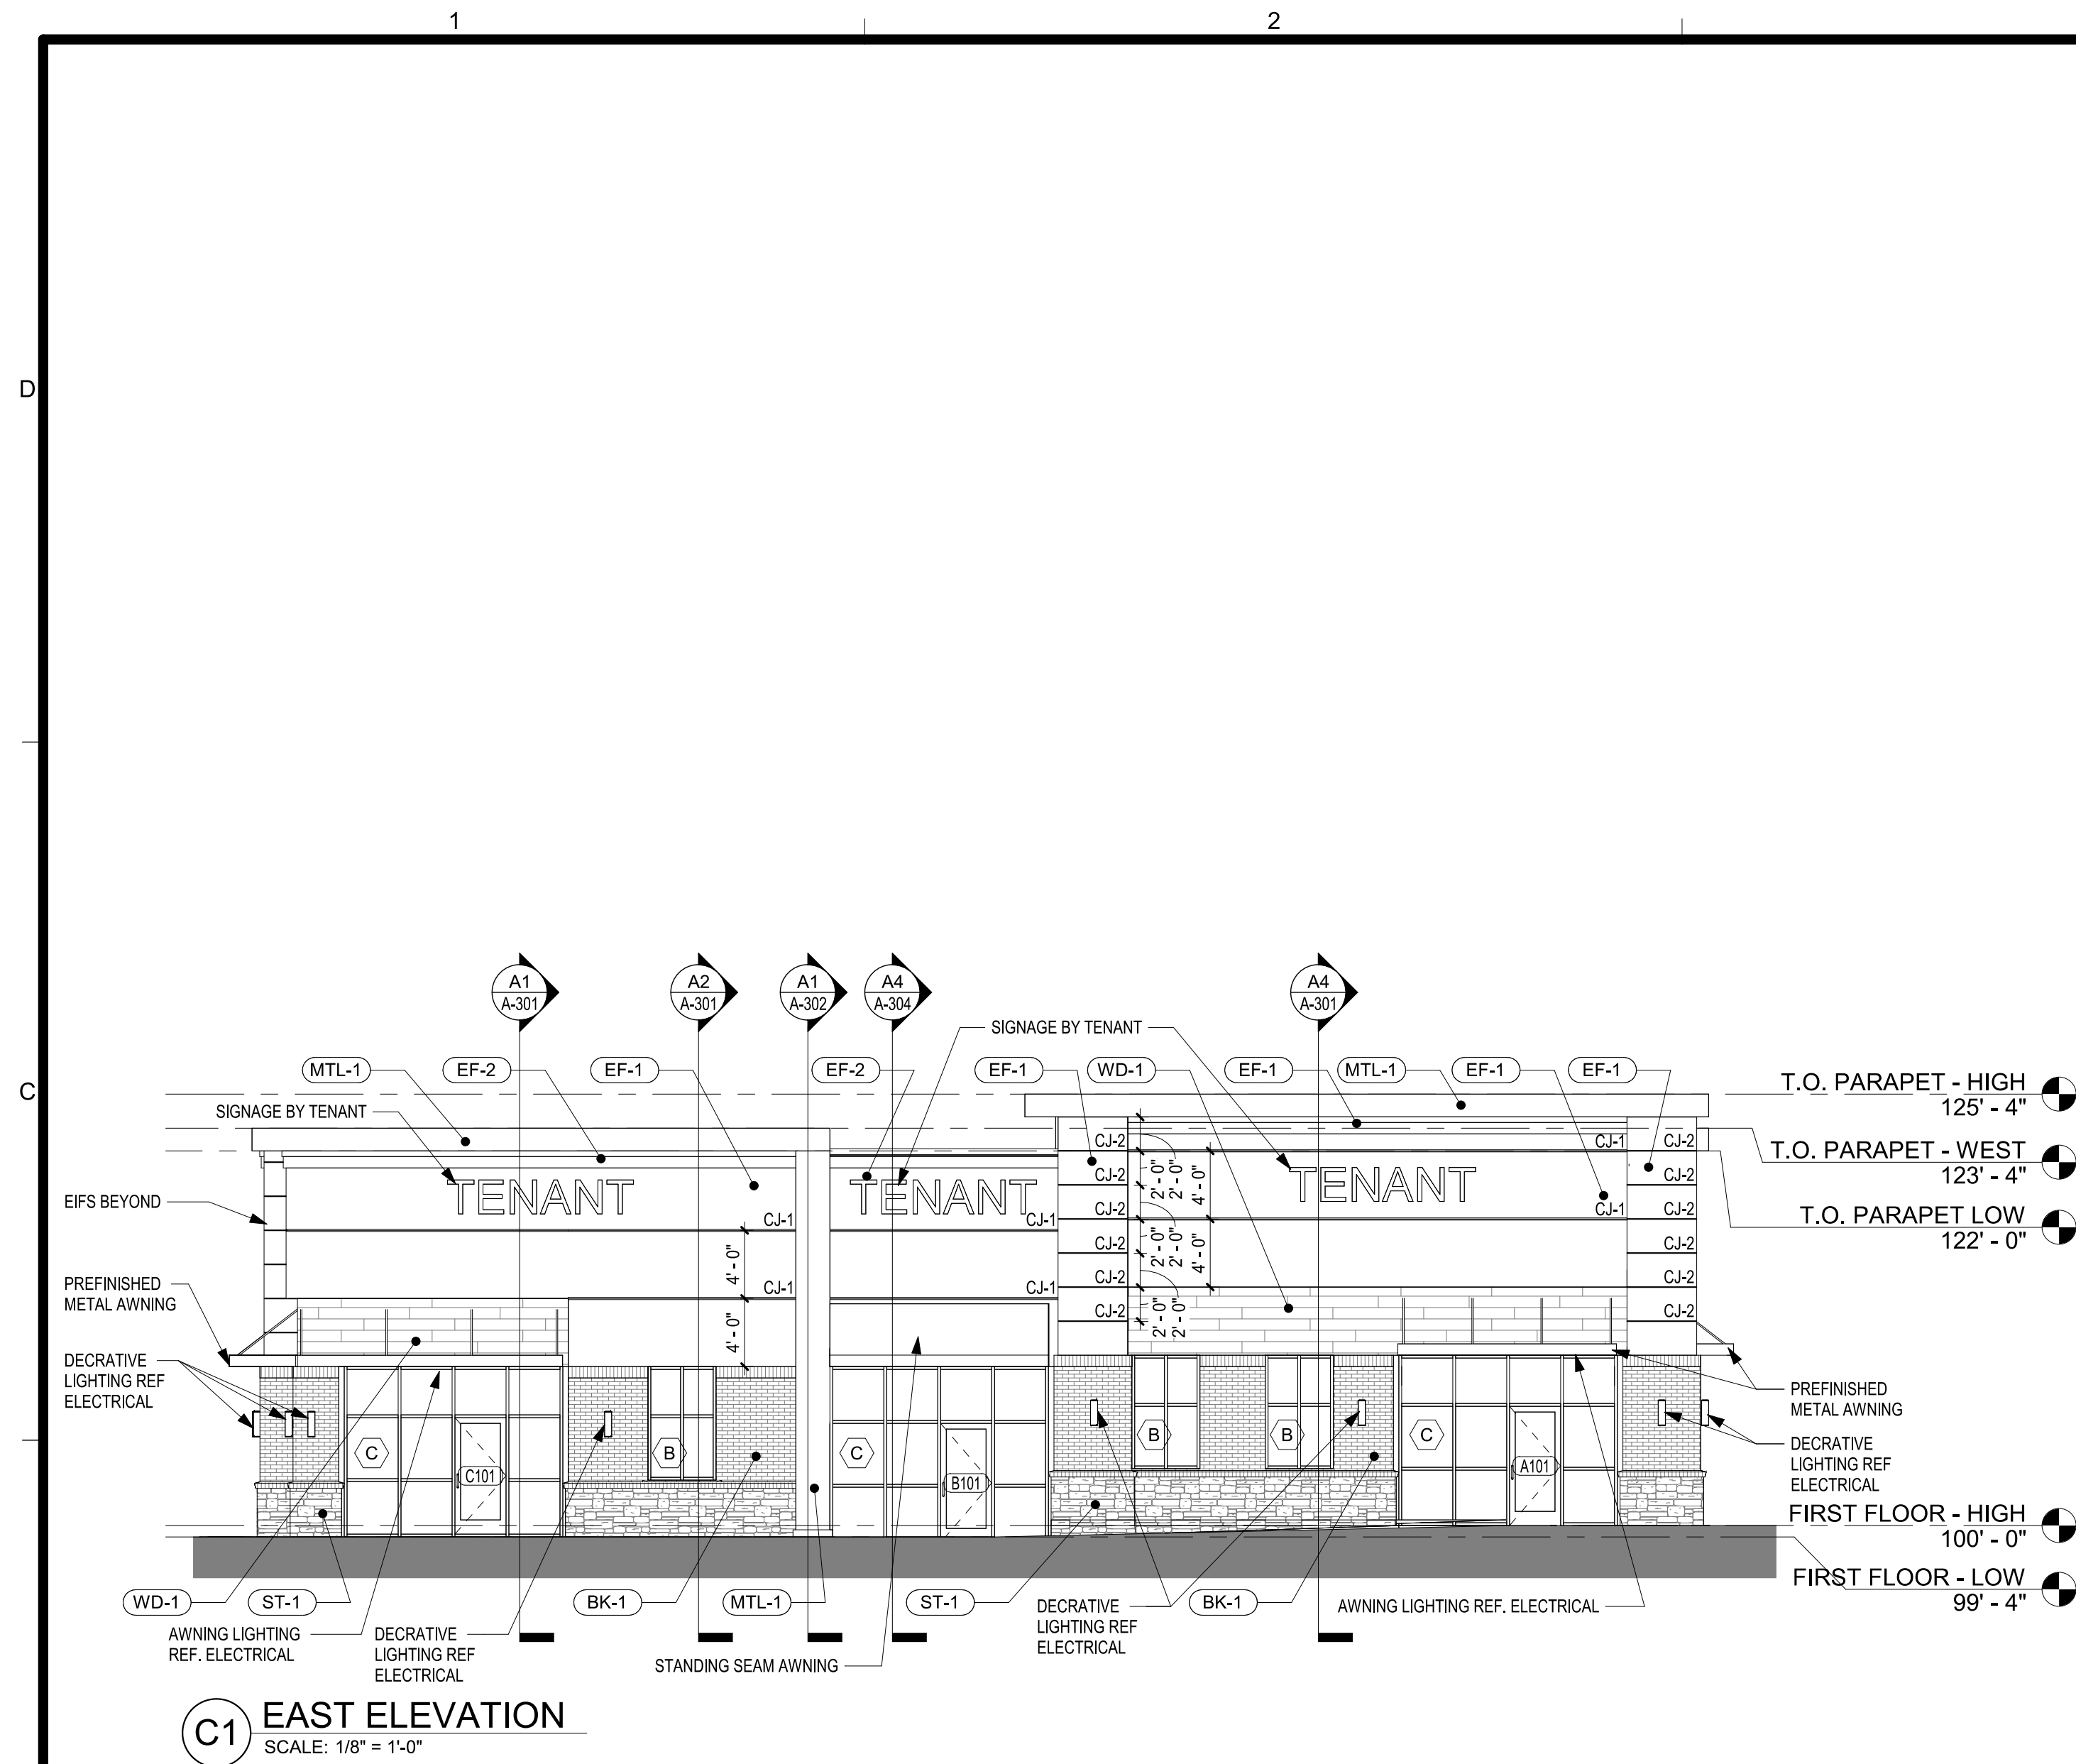 1
2
D
C
A1
A-301
A2
A-301
A1
A-302
A4
A-304
A4
A-301
SIGNAGE BY TENANT
MTL-1
EF-2
EF-1
EF-2
EF-1
WD-1
EF-1
MTL-1
EF-1
EF-1
T.O. PARAPET - HIGH
125' - 4"
SIGNAGE BY TENANT
T.O. PARAPET - WEST
123' - 4"
T.O. PARAPET LOW
122' - 0"
CJ-2
CJ-1
CJ-2
TENANT
TENANT
TENANT
CJ-2
CJ-2
2' - 0"
2' - 0"
4' - 0"
EIFS BEYOND
CJ-1
CJ-1
CJ-2
CJ-1
CJ-2
4' - 0"
CJ-2
2' - 0"
2' - 0"
4' - 0"
CJ-2
PREFINISHED
METAL AWNING
CJ-1
CJ-1
CJ-2
CJ-2
4' - 0"
CJ-2
2' - 0"
2' - 0"
CJ-2
DECRATIVE
LIGHTING REF
ELECTRICAL
PREFINISHED
METAL AWNING
C
C101
B
C
B101
B
B
C
A101
DECRATIVE
LIGHTING REF
ELECTRICAL
FIRST FLOOR - HIGH
100' - 0"
FIRST FLOOR - LOW
99' - 4"
WD-1
ST-1
BK-1
MTL-1
ST-1
DECRATIVE
LIGHTING REF
ELECTRICAL
BK-1
AWNING LIGHTING REF. ELECTRICAL
AWNING LIGHTING
REF. ELECTRICAL
DECRATIVE
LIGHTING REF
ELECTRICAL
STANDING SEAM AWNING
C1
EAST ELEVATION
SCALE: 1/8" = 1'-0"